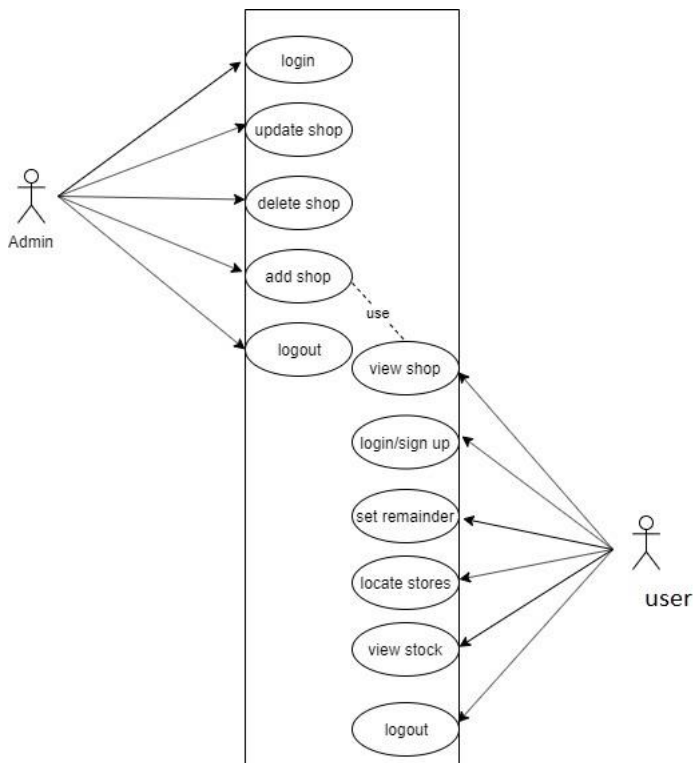 login
update shop
delete shop
Admin
add shop
use
logout
view shop
login/sign up
set remainder
locate stores
user
view stock
logout